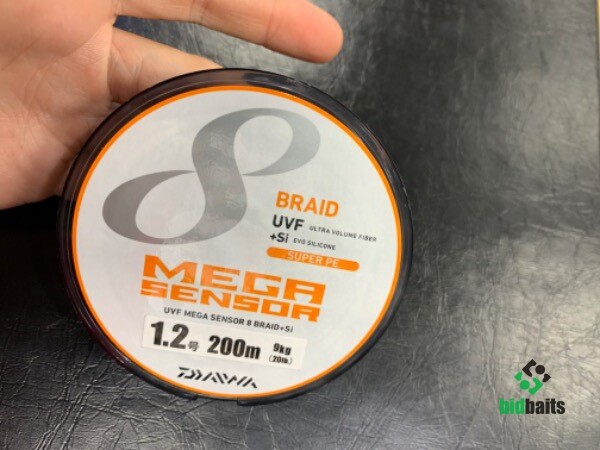 8
BRAID
UVF ULTRA VOLUME FIBER
+Si EVO SILICONE
SUPER PE
MEGA
SENSOR
UVF MEGA SENSOR 8 BRAID+Si
1.2号 200m 9kg
(20lb.)
DAIWA
bidbaits